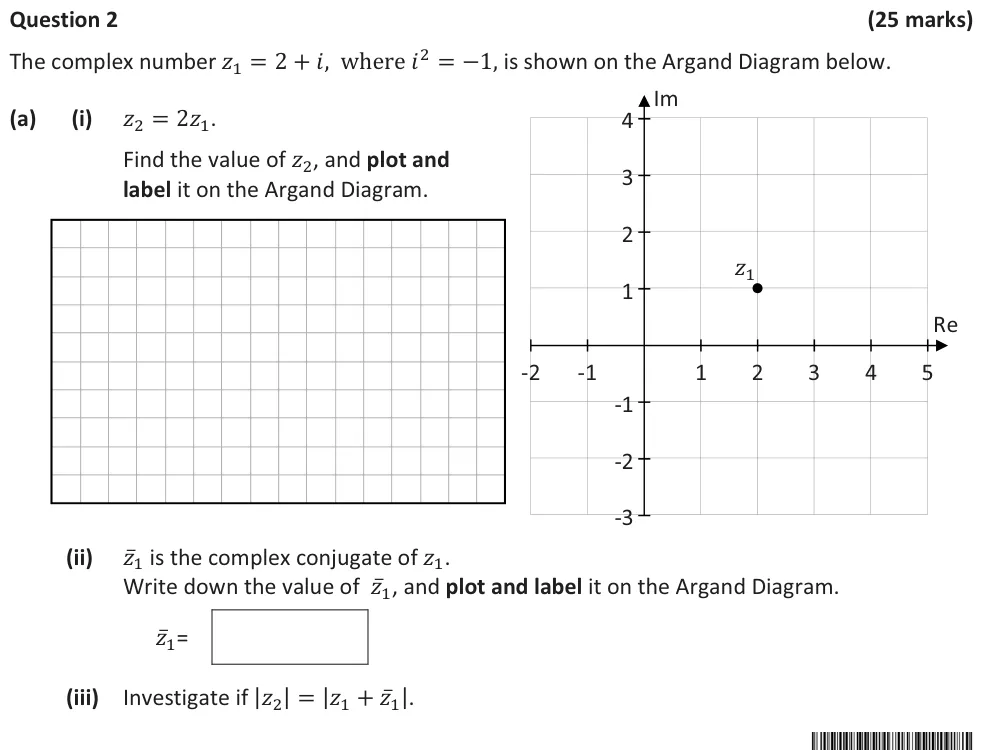 Question 2 (25 marks)
The complex number z₁ = 2 + i, where i² = −1, is shown on the Argand Diagram below.
(a) (i) z₂ = 2z₁.
Find the value of z₂, and plot and
label it on the Argand Diagram.
Im
4
3
2
z₁
1
Re
-2 -1 1 2 3 4 5
-1
-2
-3
(ii) z̄₁ is the complex conjugate of z₁.
Write down the value of z̄₁, and plot and label it on the Argand Diagram.
z̄₁=
(iii) Investigate if |z₂| = |z₁ + z̄₁|.